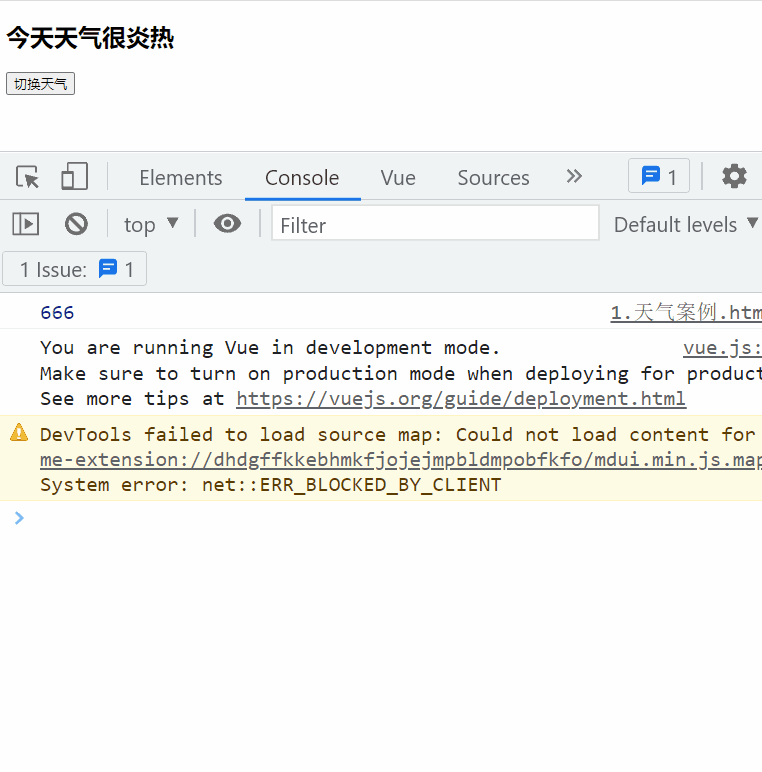 今天天气很炎热
切换天气
Elements Console Vue Sources 1
top Filter Default levels
1 Issue: 1
666 1.天气案例.htm
You are running Vue in development mode. vue.js:
Make sure to turn on production mode when deploying for product
See more tips at https://vuejs.org/guide/deployment.html
DevTools failed to load source map: Could not load content for
me-extension://dhdgffkkebhmkfjojejmpbldmpobfkfo/mdui.min.js.map
System error: net::ERR_BLOCKED_BY_CLIENT